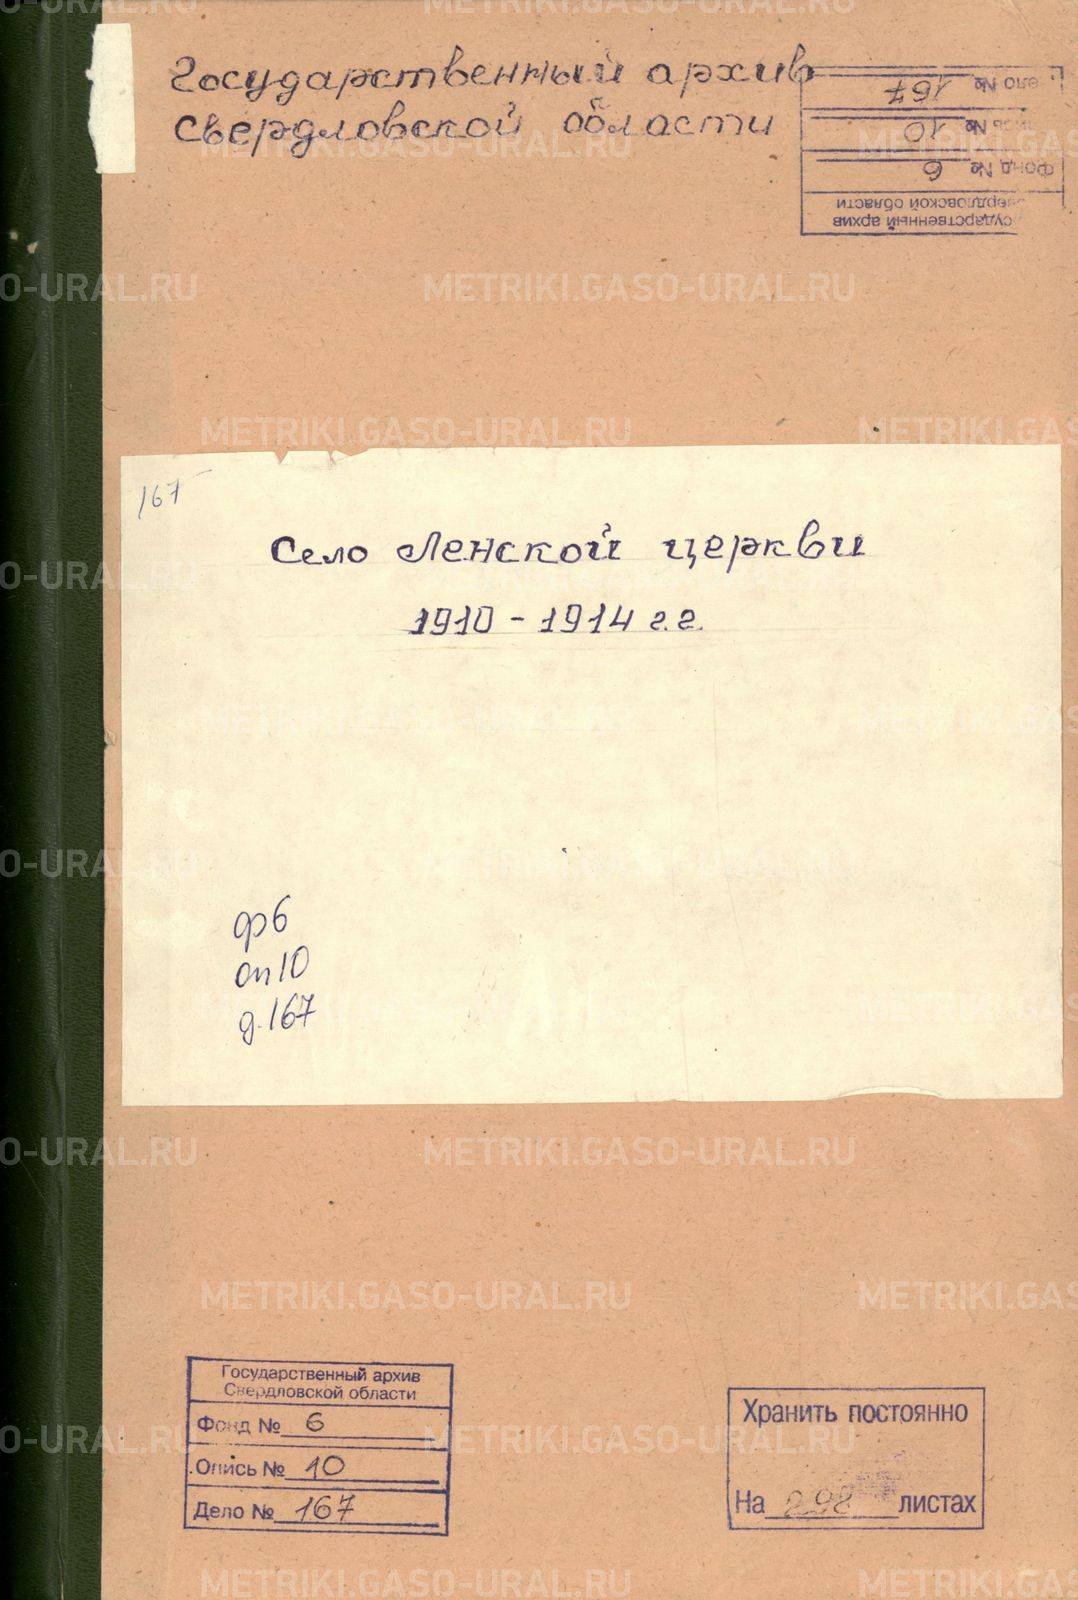 Государственный архив
Свердловской области
Дело № 167
Опись № 10
Фонд № 6
Государственный архив
Свердловской области
167
Село Ленской церкви
1910 - 1914 г.г.
ф6
оп10
д.167
Государственный архив
Свердловской области
Фонд № 6
Опись № 10
Дело № 167
Хранить постоянно
На 298 листах
METRIKI.GASO-URAL.RU